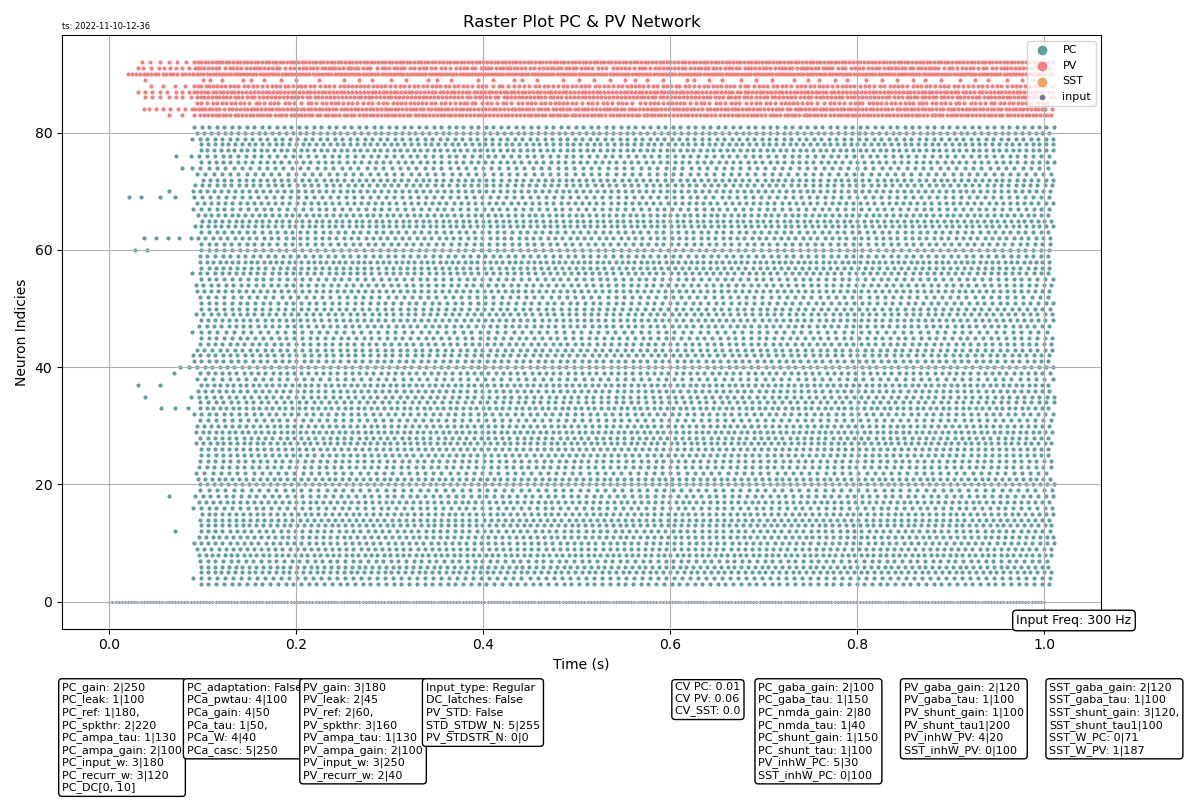 ts: 2022-11-10-12-36
Raster Plot PC & PV Network
PC
PV
SST
input
Neuron Indicies
80
60
40
20
0
0.0
0.2
0.4
0.6
0.8
1.0
Input Freq: 300 Hz
Time (s)
PC_gain: 2|250
PC_leak: 1|100
PC_ref: 1|180,
PC_spkthr: 2|220
PC_ampa_tau: 1|130
PC_ampa_gain: 2|100
PC_input_w: 3|180
PC_recurr_w: 3|120
PC_DC[0, 10]
PC_adaptation: False
PCa_pwtau: 4|100
PCa_gain: 4|50
PCa_tau: 1|50,
PCa_W: 4|40
PCa_casc: 5|250
PV_gain: 3|180
PV_leak: 2|45
PV_ref: 2|60,
PV_spkthr: 3|160
PV_ampa_tau: 1|130
PV_ampa_gain: 2|100
PV_input_w: 3|250
PV_recurr_w: 2|40
Input_type: Regular
DC_latches: False
PV_STD: False
STD_STDW_N: 5|255
PV_STDSTR_N: 0|0
CV PC: 0.01
CV PV: 0.06
CV_SST: 0.0
PC_gaba_gain: 2|100
PC_gaba_tau: 1|150
PC_nmda_gain: 2|80
PC_nmda_tau: 1|40
PC_shunt_gain: 1|150
PC_shunt_tau: 1|100
PV_inhW_PC: 5|30
SST_inhW_PC: 0|100
PV_gaba_gain: 2|120
PV_gaba_tau: 1|100
PV_shunt_gain: 1|100
PV_shunt_tau1|200
PV_inhW_PV: 4|20
SST_inhW_PV: 0|100
SST_gaba_gain: 2|120
SST_gaba_tau: 1|100
SST_shunt_gain: 3|120,
SST_shunt_tau1|100
SST_W_PC: 0|71
SST_W_PV: 1|187